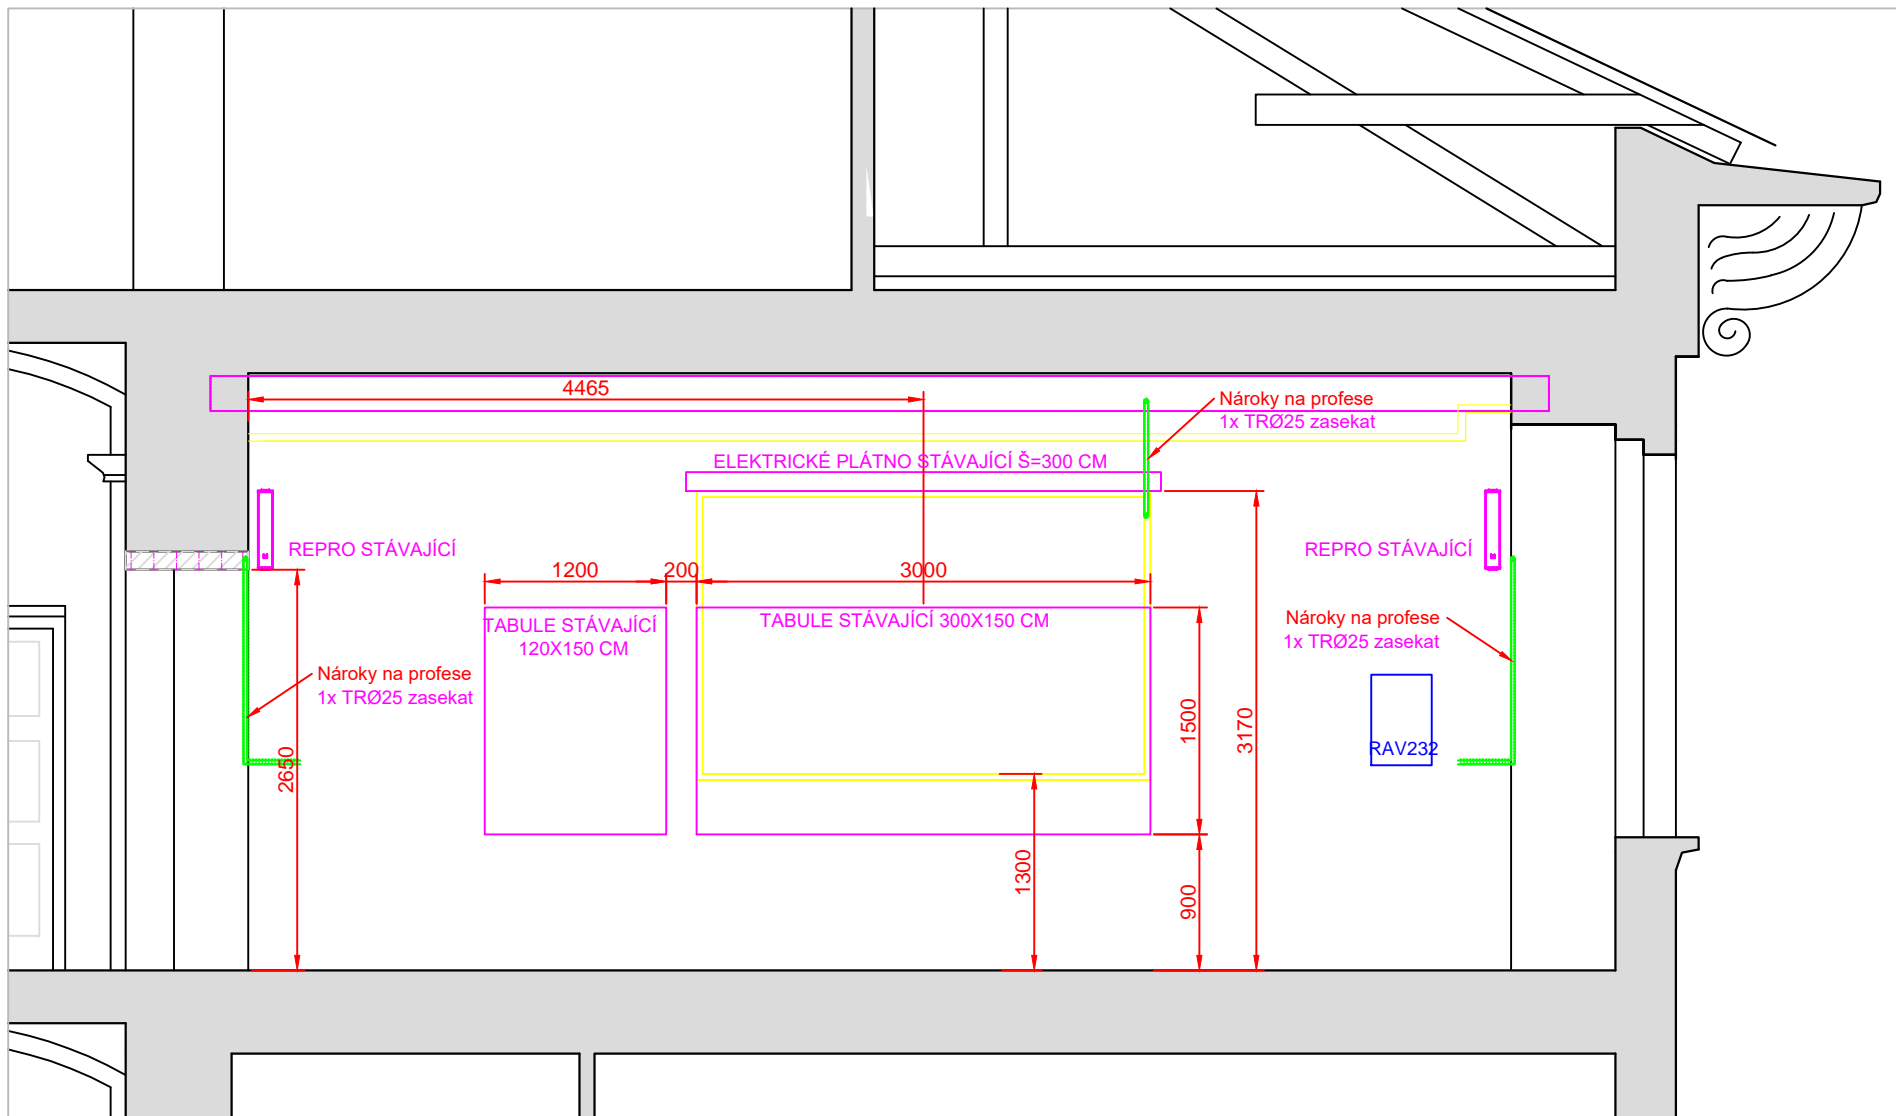 4465
Nároky na profese
1x TRØ25 zasekat
ELEKTRICKÉ PLÁTNO STÁVAJÍCÍ Š=300 CM
REPRO STÁVAJÍCÍ
REPRO STÁVAJÍCÍ
1200
200
3000
TABULE STÁVAJÍCÍ
120X150 CM
TABULE STÁVAJÍCÍ 300X150 CM
Nároky na profese
1x TRØ25 zasekat
Nároky na profese
1x TRØ25 zasekat
2650
1500
3170
RAV232
1300
900